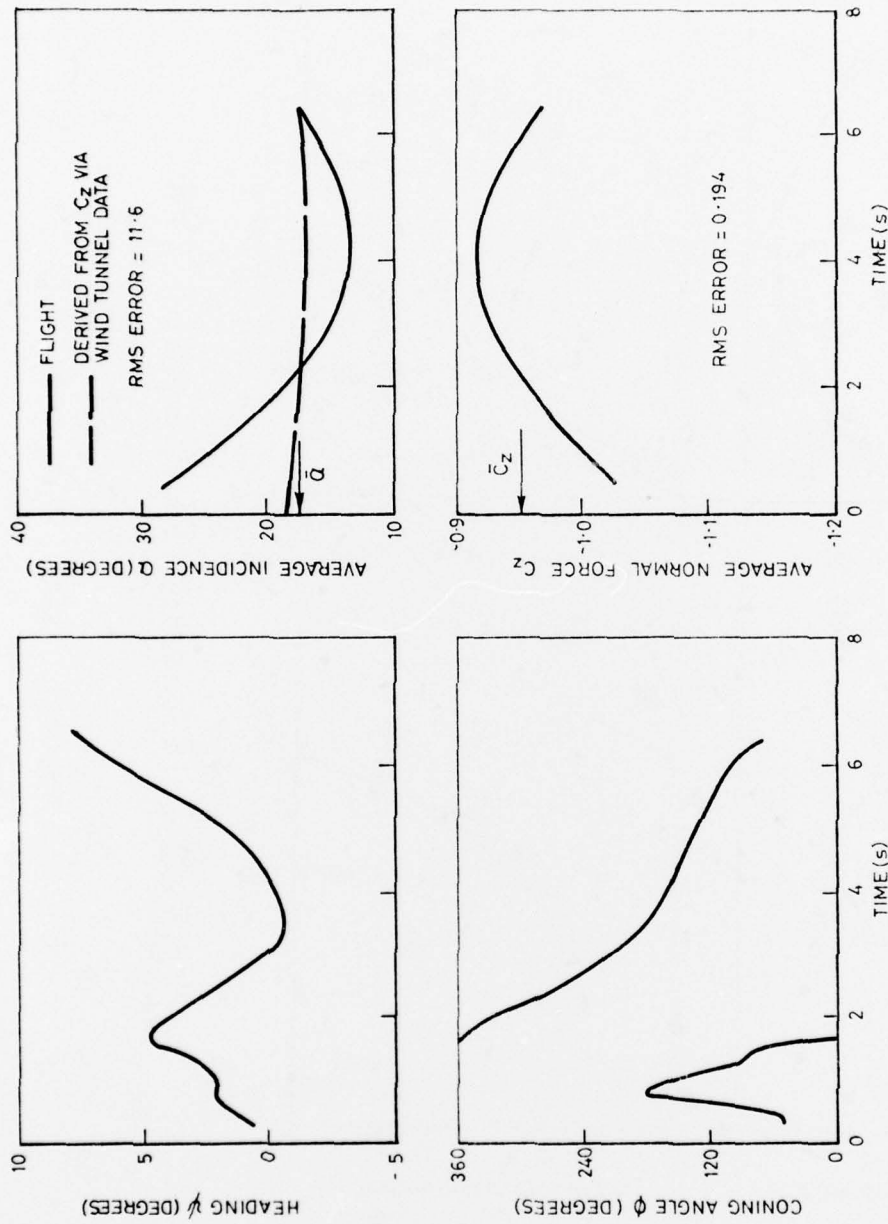 10
5
0
-5
HEADING ψ (DEGREES)
40
30
20
10
AVERAGE INCIDENCE α (DEGREES)
FLIGHT
DERIVED FROM C̄z VIA
WIND TUNNEL DATA
RMS ERROR = 11·6
ᾱ
360
240
120
0
CONING ANGLE ϕ (DEGREES)
0
2
4
6
8
TIME(s)
-0.9
-1.0
-1.1
-1.2
AVERAGE NORMAL FORCE Cz
C̄z
RMS ERROR = 0·194
0
2
4
6
8
TIME(s)